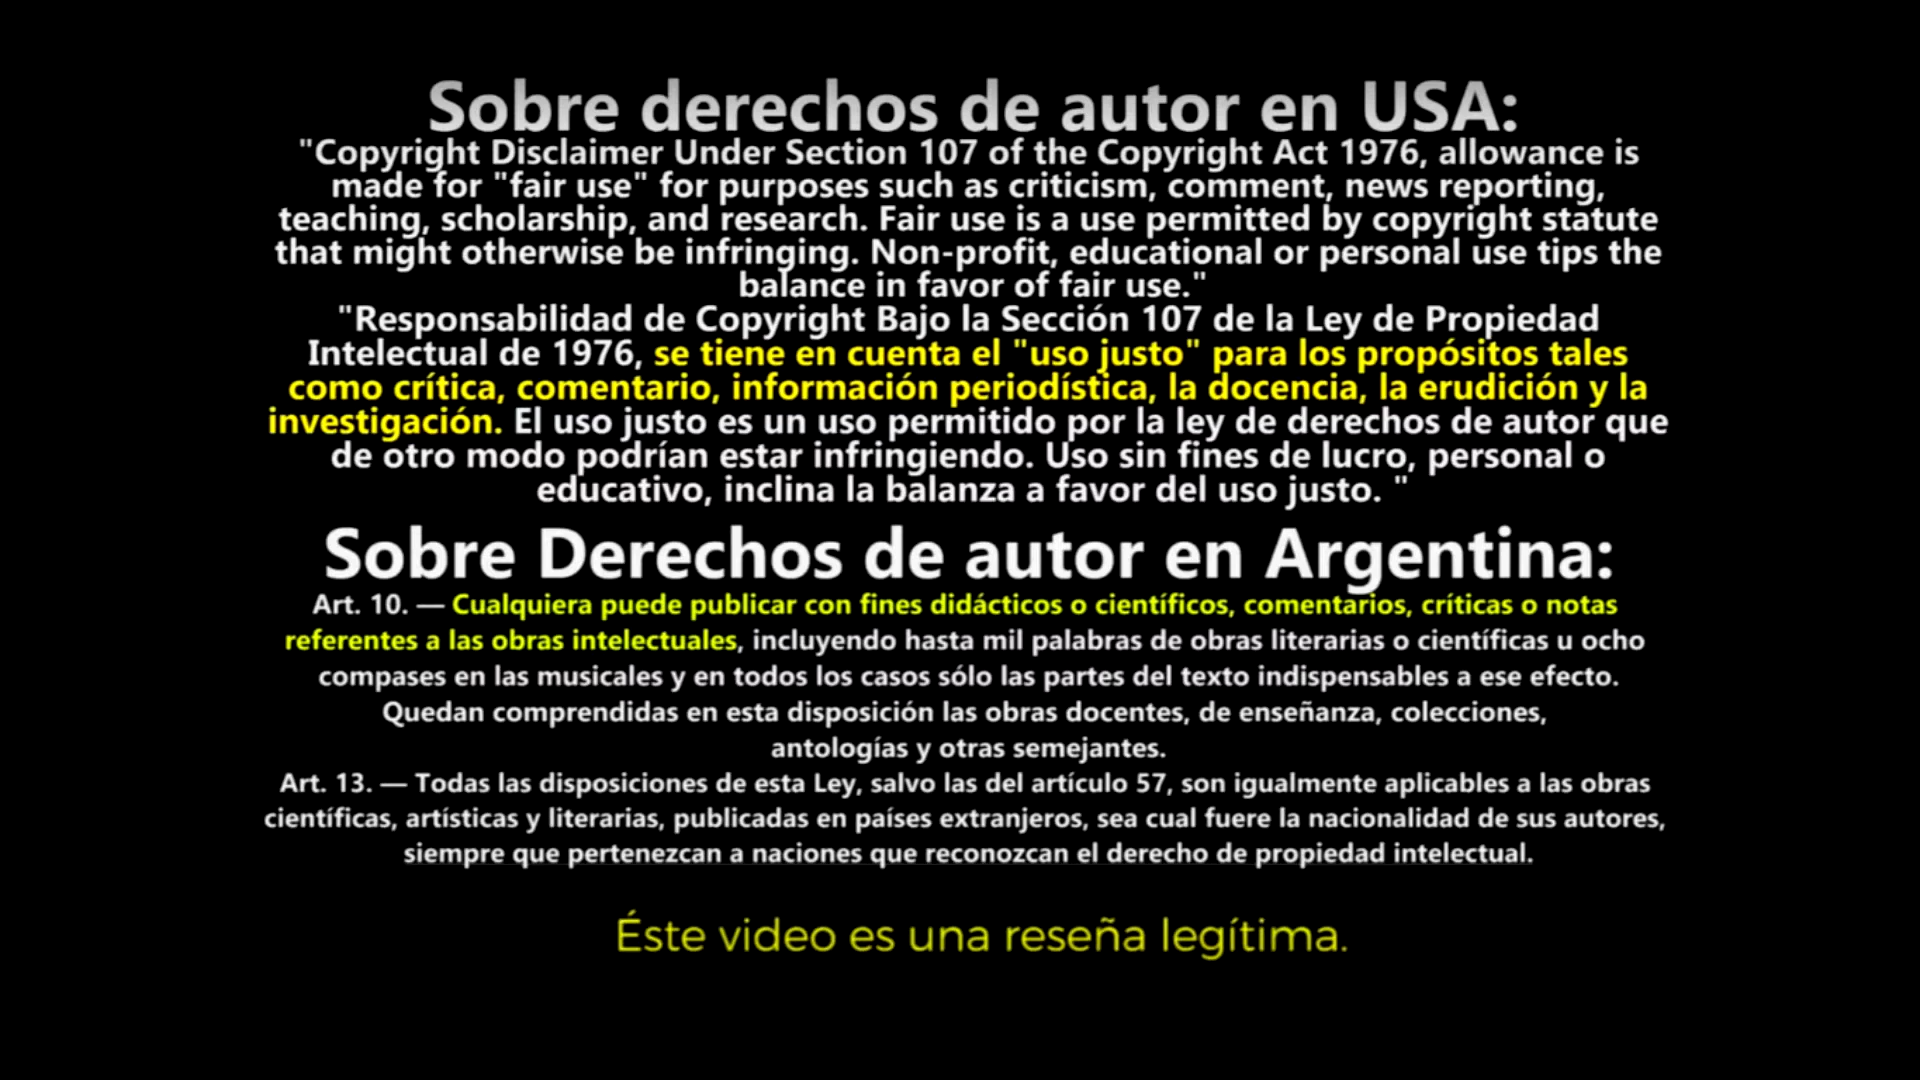 Sobre derechos de autor en USA:
"Copyright Disclaimer Under Section 107 of the Copyright Act 1976, allowance is
made for "fair use" for purposes such as criticism, comment, news reporting,
teaching, scholarship, and research. Fair use is a use permitted by copyright statute
that might otherwise be infringing. Non-profit, educational or personal use tips the
balance in favor of fair use."
"Responsabilidad de Copyright Bajo la Sección 107 de la Ley de Propiedad
Intelectual de 1976, se tiene en cuenta el "uso justo" para los propósitos tales
como crítica, comentario, información periodística, la docencia, la erudición y la
investigación. El uso justo es un uso permitido por la ley de derechos de autor que
de otro modo podrían estar infringiendo. Uso sin fines de lucro, personal o
educativo, inclina la balanza a favor del uso justo. "
Sobre Derechos de autor en Argentina:
Art. 10. — Cualquiera puede publicar con fines didácticos o científicos, comentarios, críticas o notas
referentes a las obras intelectuales, incluyendo hasta mil palabras de obras literarias o científicas u ocho
compases en las musicales y en todos los casos sólo las partes del texto indispensables a ese efecto.
Quedan comprendidas en esta disposición las obras docentes, de enseñanza, colecciones,
antologías y otras semejantes.
Art. 13. — Todas las disposiciones de esta Ley, salvo las del artículo 57, son igualmente aplicables a las obras
científicas, artísticas y literarias, publicadas en países extranjeros, sea cual fuere la nacionalidad de sus autores,
siempre que pertenezcan a naciones que reconozcan el derecho de propiedad intelectual.
Éste video es una reseña legítima.